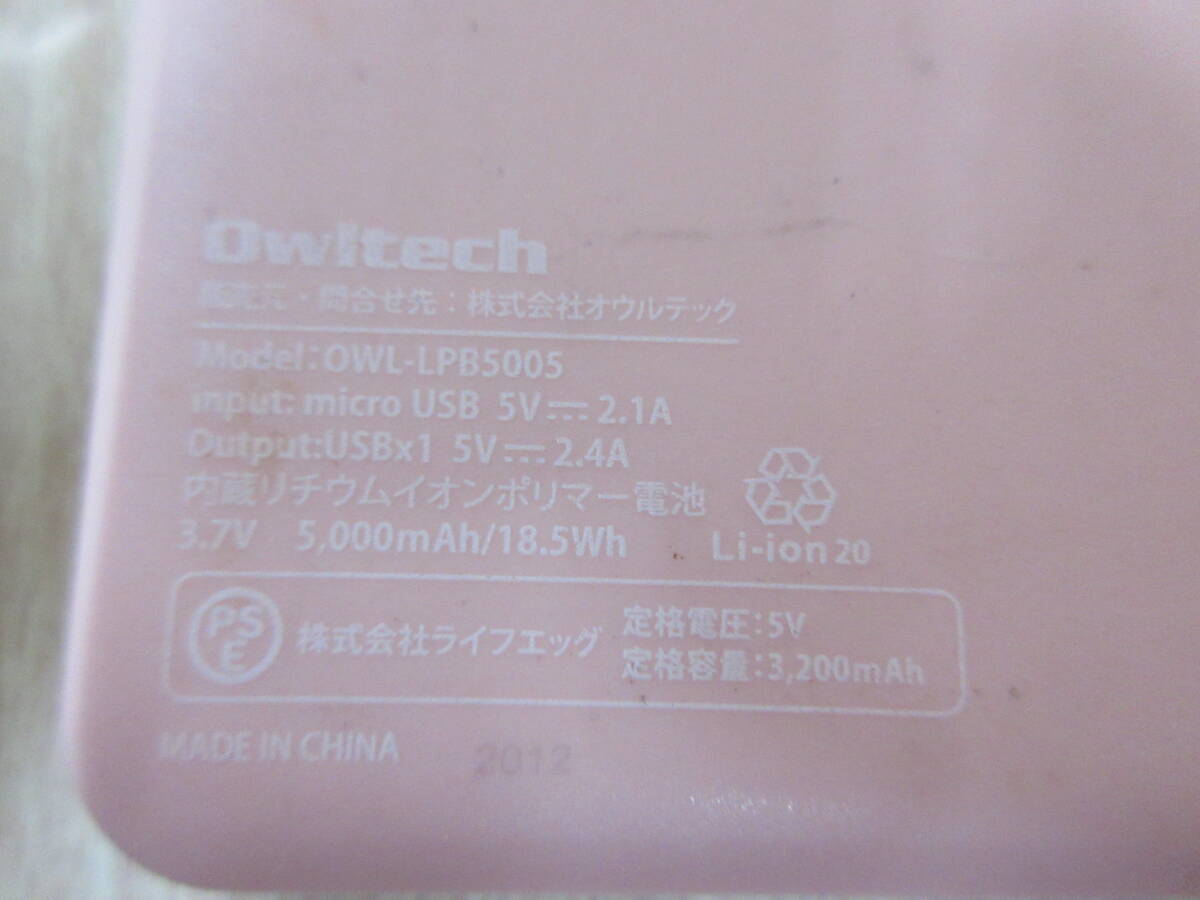 Owltech
販売元・問合せ先：株式会社オウルテック
Model:OWL-LPB5005
Input: micro USB 5V⎓2.1A
Output:USBx1 5V⎓2.4A
内蔵リチウムイオンポリマー電池
3.7V 5,000mAh/18.5Wh
Li-ion 20
PSE
株式会社ライフエッグ
定格電圧：5V
定格容量：3,200mAh
MADE IN CHINA
2012